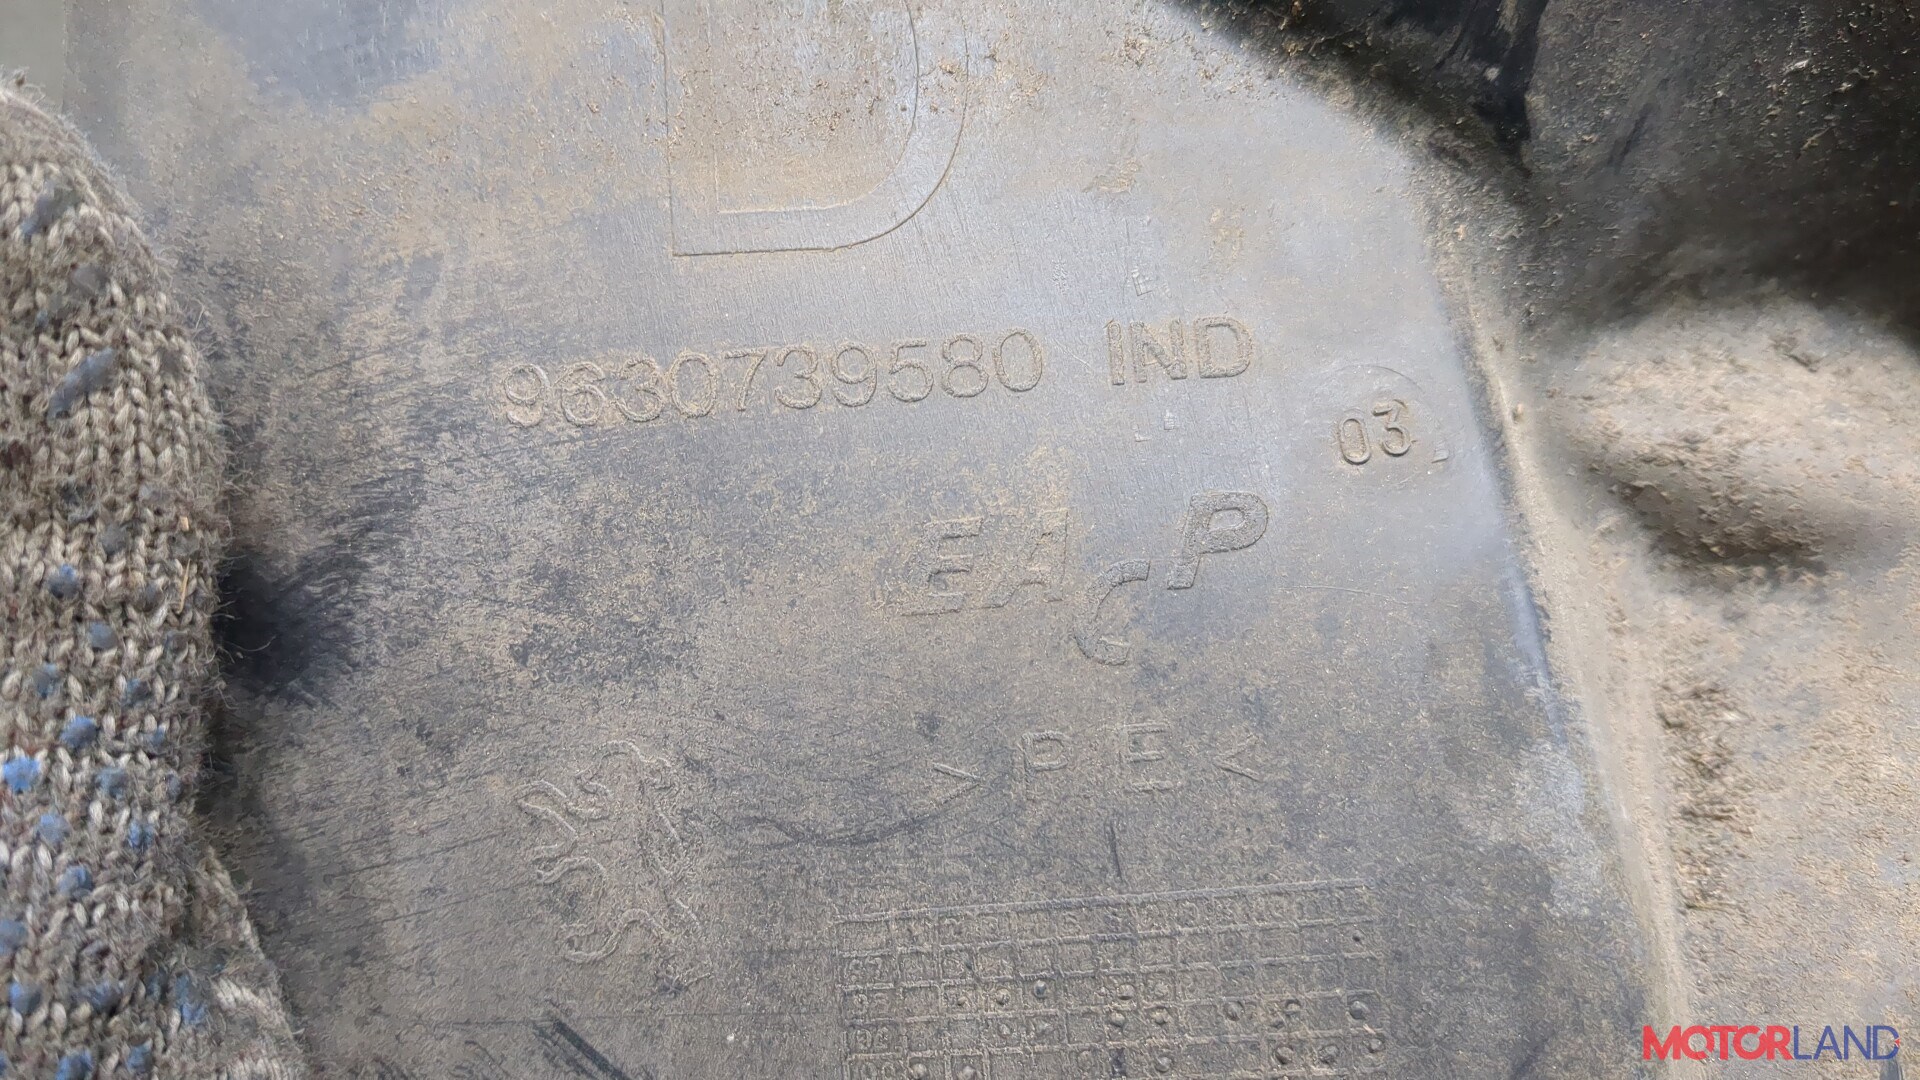 D
9630739580 IND
03
EACP
>PE<
MOTORLAND